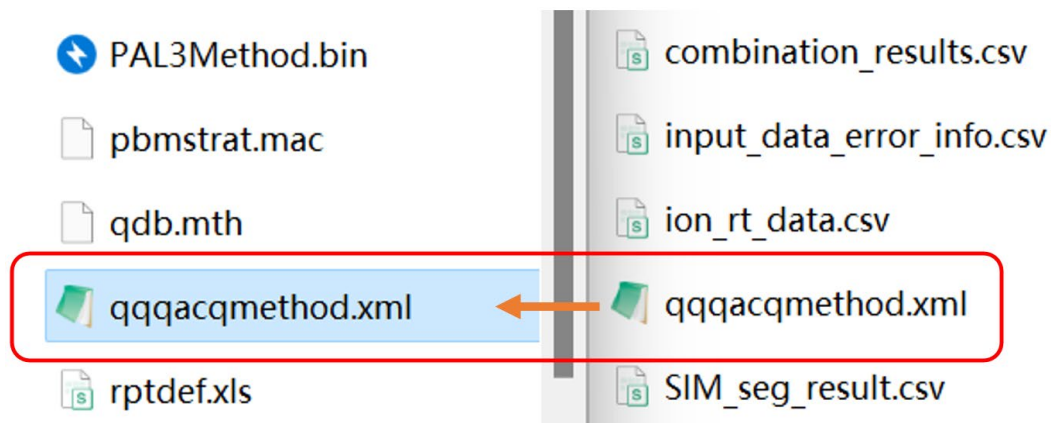 PAL3Method.bin
pbmstrat.mac
qdb.mth
qqqacqmethod.xml
rptdef.xls
combination_results.csv
input_data_error_info.csv
ion_rt_data.csv
qqqacqmethod.xml
SIM_seg_result.csv